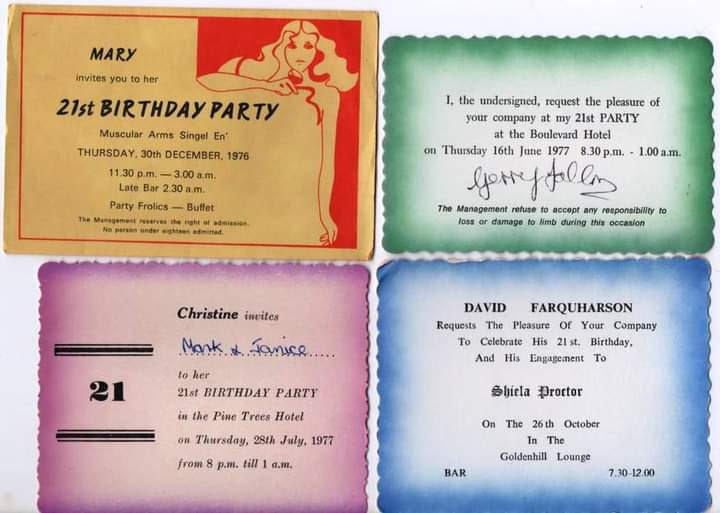 MARY
invites you to her
21st BIRTHDAY PARTY
Muscular Arms Singel En'
THURSDAY, 30th DECEMBER, 1976
11.30 p.m. — 3.00 a.m.
Late Bar 2.30 a.m.
Party Frolics — Buffet
The Management reserves the right of admission.
No person under eighteen admitted.
I, the undersigned, request the pleasure of
your company at my 21st PARTY
at the Boulevard Hotel
on Thursday 16th June 1977 8.30 p.m. - 1.00 a.m.
Gerry Fallon
The Management refuse to accept any responsibility to
loss or damage to limb during this occasion
Christine invites
Mark & Janice
to her
21
21st BIRTHDAY PARTY
in the Pine Trees Hotel
on Thursday, 28th July, 1977
from 8 p.m. till 1 a.m.
DAVID FARQUHARSON
Requests The Pleasure Of Your Company
To Celebrate His 21st. Birthday,
And His Engagement To
Shiela Proctor
On The 26th October
In The
Goldenhill Lounge
BAR 7.30-12.00